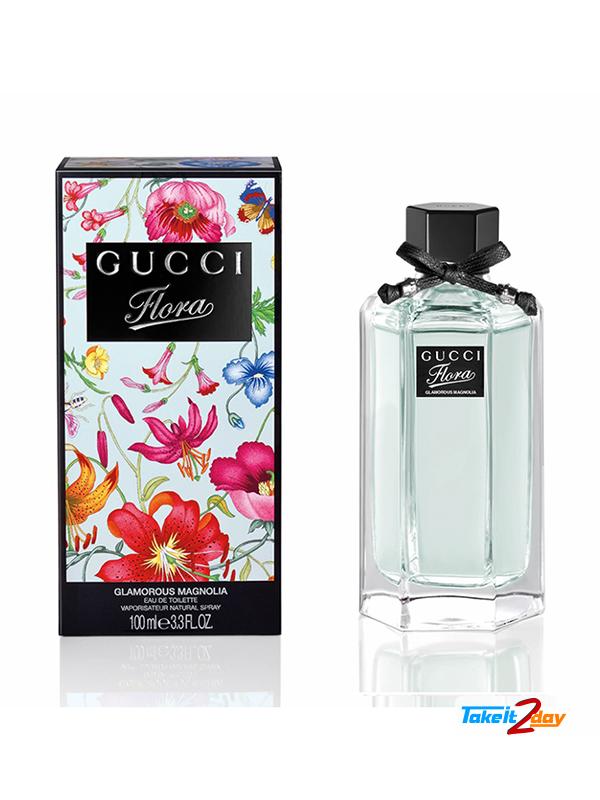 GUCCI
Flora
GLAMOROUS MAGNOLIA
EAU DE TOILETTE
VAPORISATEUR NATURAL SPRAY
100 ml e 3.3 FL.OZ.
GUCCI
Flora
GLAMOROUS MAGNOLIA
TakeIt2day